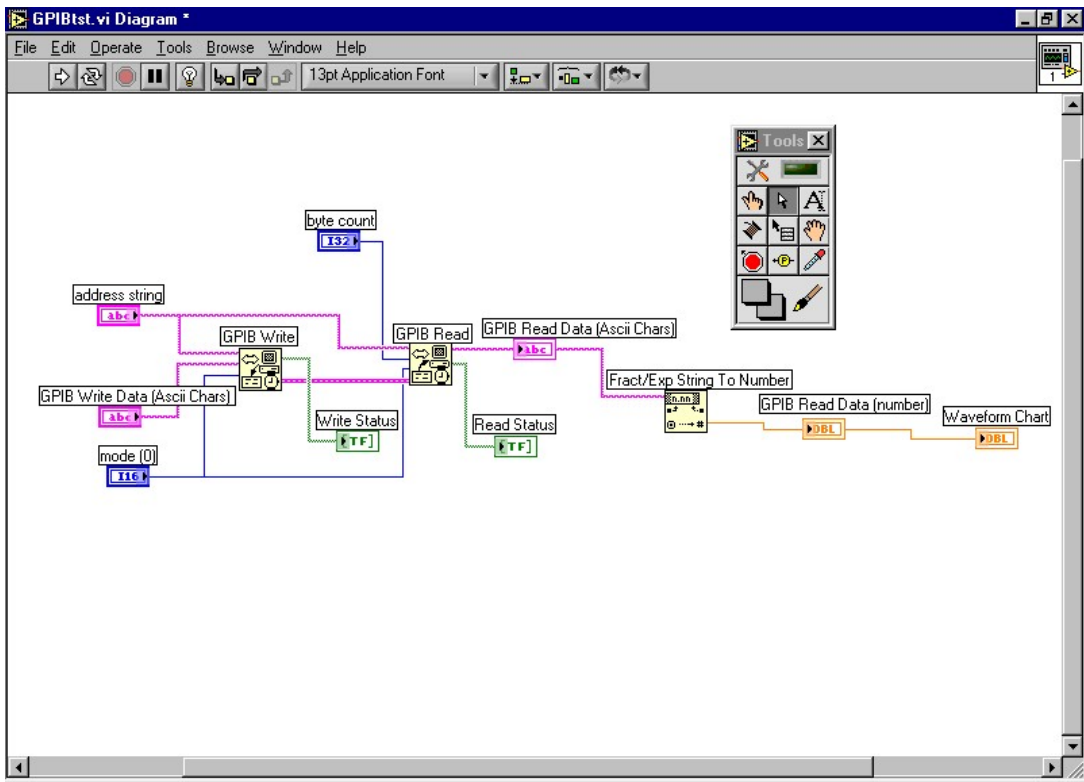 GPIBtst.vi Diagram *
File Edit Operate Tools Browse Window Help
13pt Application Font
1
Tools
byte count
I32
address string
abc
GPIB Write
GPIB Read
GPIB Read Data (Ascii Chars)
abc
Fract/Exp String To Number
n.nn
GPIB Write Data (Ascii Chars)
abc
Write Status
TF
Read Status
TF
GPIB Read Data (number)
DBL
Waveform Chart
DBL
mode (0)
I16
A
P